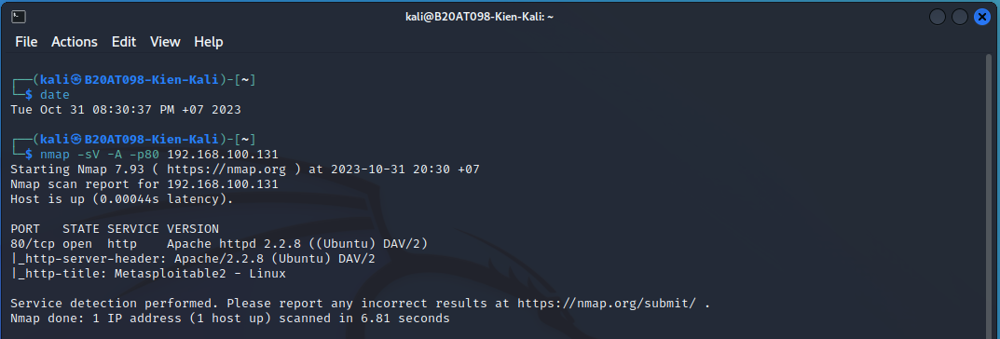 kali@B20AT098-Kien-Kali: ~
File Actions Edit View Help
┌──(kali㉿B20AT098-Kien-Kali)-[~]
└─$ date
Tue Oct 31 08:30:37 PM +07 2023
┌──(kali㉿B20AT098-Kien-Kali)-[~]
└─$ nmap -sV -A -p80 192.168.100.131
Starting Nmap 7.93 ( https://nmap.org ) at 2023-10-31 20:30 +07
Nmap scan report for 192.168.100.131
Host is up (0.00044s latency).
PORT   STATE SERVICE VERSION
80/tcp open  http    Apache httpd 2.2.8 ((Ubuntu) DAV/2)
|_http-server-header: Apache/2.2.8 (Ubuntu) DAV/2
|_http-title: Metasploitable2 - Linux
Service detection performed. Please report any incorrect results at https://nmap.org/submit/ .
Nmap done: 1 IP address (1 host up) scanned in 6.81 seconds